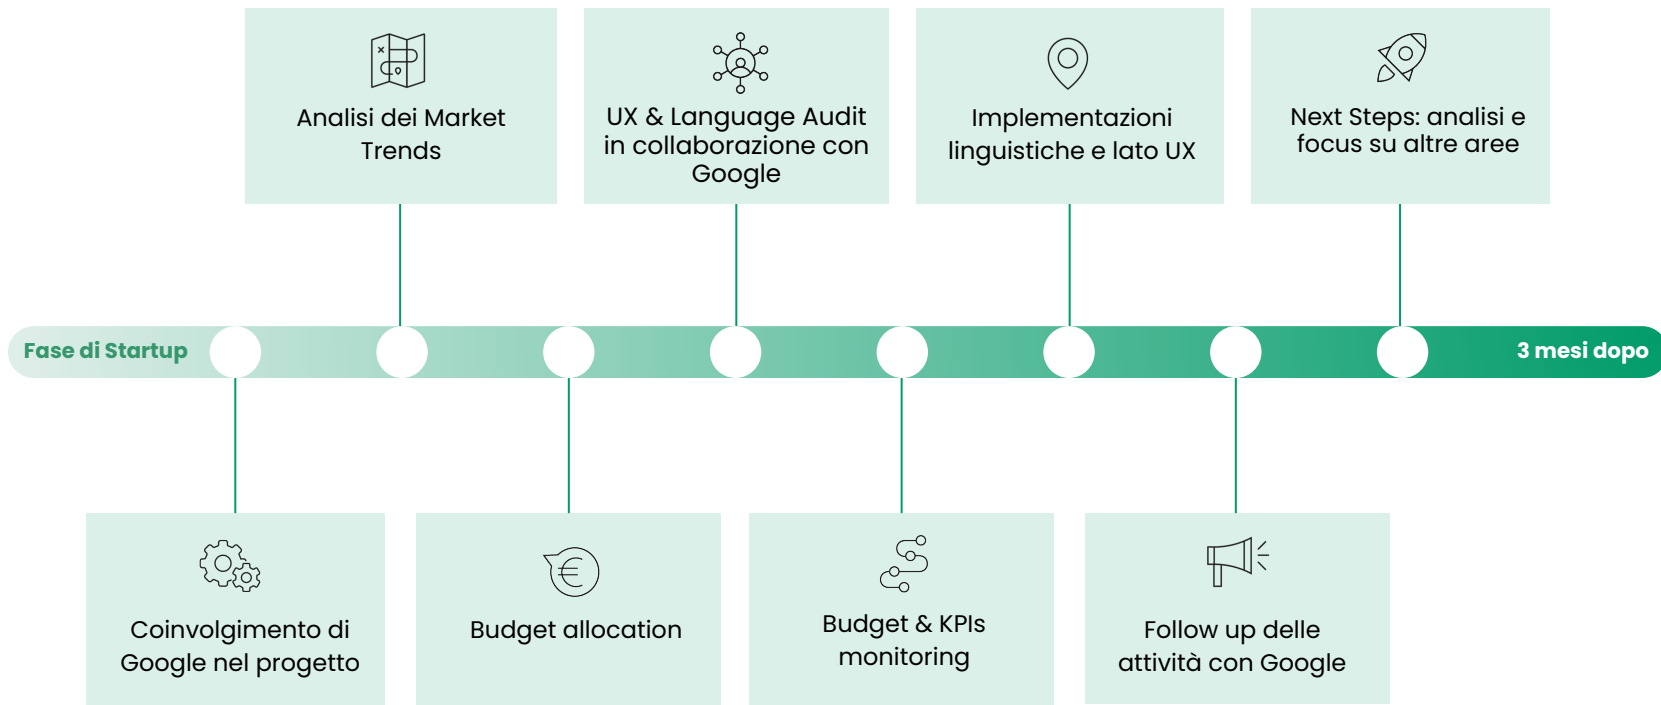 Analisi dei Market
Trends
UX & Language Audit
in collaborazione con
Google
Implementazioni
linguistiche e lato UX
Next Steps: analisi e
focus su altre aree
Fase di Startup
3 mesi dopo
Coinvolgimento di
Google nel progetto
Budget allocation
Budget & KPIs
monitoring
Follow up delle
attività con Google